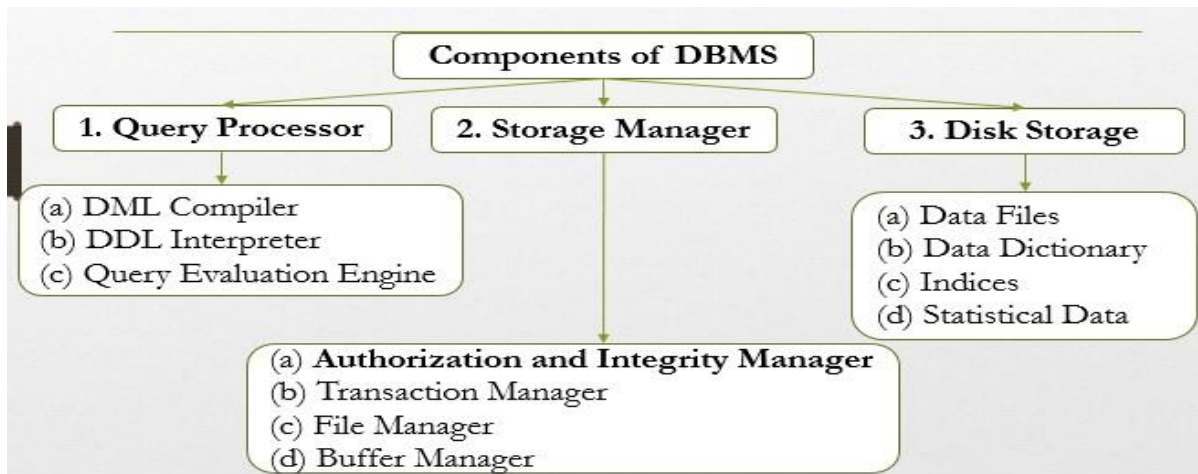 Components of DBMS
1. Query Processor
2. Storage Manager
3. Disk Storage
(a) DML Compiler
(b) DDL Interpreter
(c) Query Evaluation Engine
(a) Data Files
(b) Data Dictionary
(c) Indices
(d) Statistical Data
(a) Authorization and Integrity Manager
(b) Transaction Manager
(c) File Manager
(d) Buffer Manager